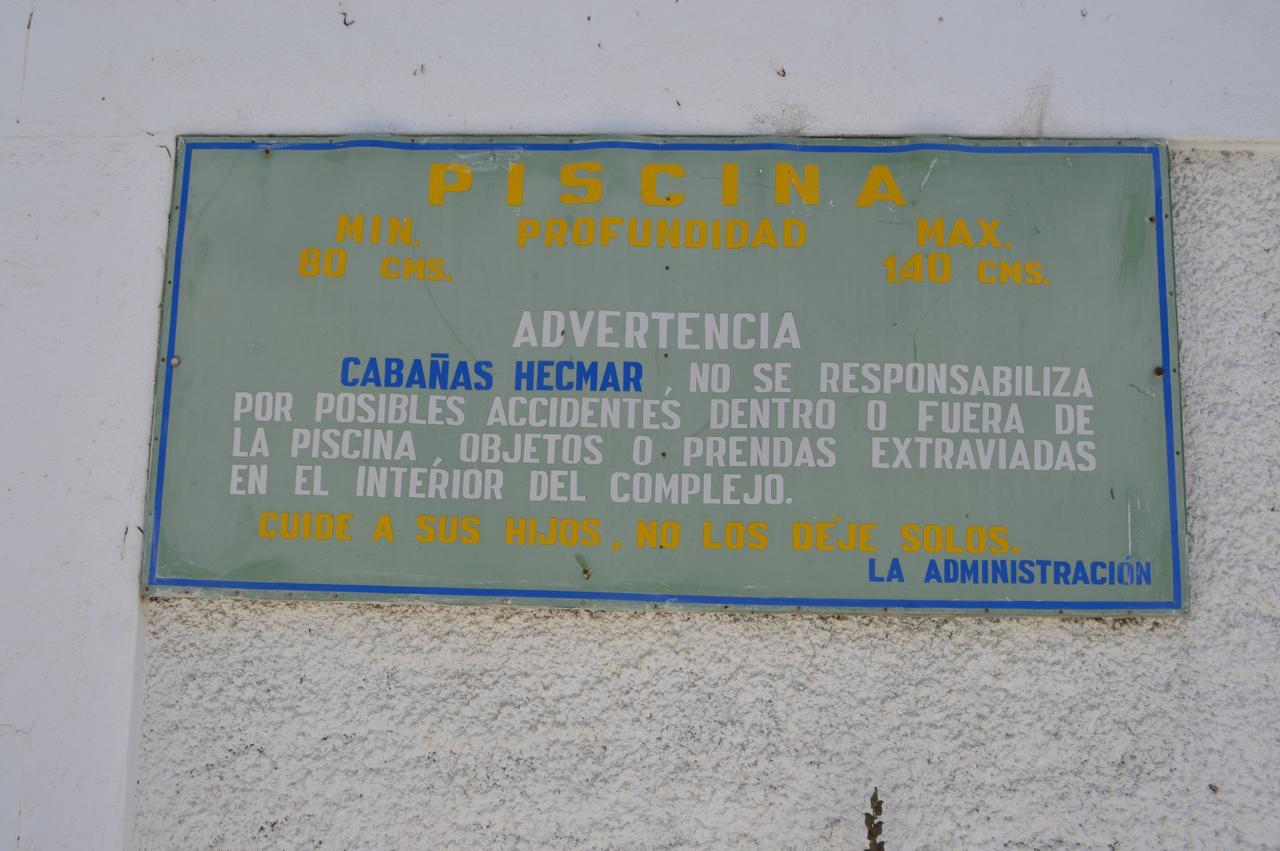 PISCINA
MIN. PROFUNDIDAD MAX.
80 CMS. 1.40 CMS.
ADVERTENCIA
CABAÑAS HECMAR , NO SE RESPONSABILIZA
POR POSIBLES ACCIDENTES DENTRO O FUERA DE
LA PISCINA , OBJETOS O PRENDAS EXTRAVIADAS
EN EL INTERIOR DEL COMPLEJO.
CUIDE A SUS HIJOS , NO LOS DEJE SOLOS.
LA ADMINISTRACIÓN